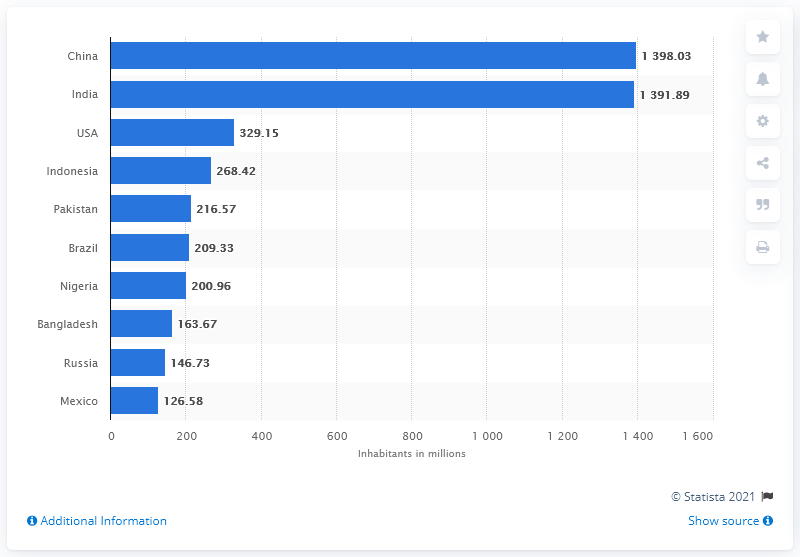 China 1 398.03
India 1 391.89
USA 329.15
Indonesia 268.42
Pakistan 216.57
Brazil 209.33
Nigeria 200.96
Bangladesh 163.67
Russia 146.73
Mexico 126.58
0 200 400 600 800 1 000 1 200 1 400 1 600
Inhabitants in millions
© Statista 2021
Additional Information Show source